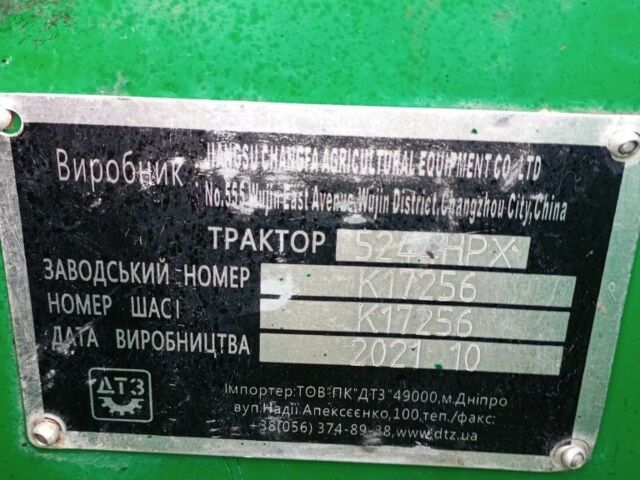 Виробник JIANGSU CHANGFA AGRICULTURAL EQUIPMENT CO. LTD
No.555 Wujin East Avenue, Wujin District, Changzhou City, China
ТРАКТОР 524 HPX
ЗАВОДСЬКИЙ НОМЕР K17256
НОМЕР ШАСІ K17256
ДАТА ВИРОБНИЦТВА 2021.10
ДТЗ
Імпортер:ТОВ-ПК"ДТЗ"49000,м.Дніпро
вул.Надії Алексєєнко,100,тел./факс:
+38(056) 374-89-38,www.dtz.ua